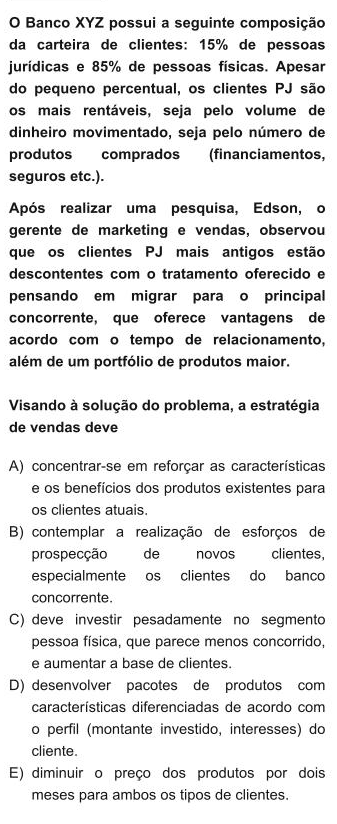 O Banco XYZ possui a seguinte composição
da carteira de clientes: 15% de pessoas
jurídicas e 85% de pessoas físicas. Apesar
do pequeno percentual, os clientes PJ são
os mais rentáveis, seja pelo volume de
dinheiro movimentado, seja pelo número de
produtos comprados (financiamentos,
seguros etc.).
Após realizar uma pesquisa, Edson, o
gerente de marketing e vendas, observou
que os clientes PJ mais antigos estão
descontentes com o tratamento oferecido e
pensando em migrar para o principal
concorrente, que oferece vantagens de
acordo com o tempo de relacionamento,
além de um portfólio de produtos maior.
Visando à solução do problema, a estratégia
de vendas deve
A) concentrar-se em reforçar as características
e os benefícios dos produtos existentes para
os clientes atuais.
B) contemplar a realização de esforços de
prospecção de novos clientes,
especialmente os clientes do banco
concorrente.
C) deve investir pesadamente no segmento
pessoa física, que parece menos concorrido,
e aumentar a base de clientes.
D) desenvolver pacotes de produtos com
características diferenciadas de acordo com
o perfil (montante investido, interesses) do
cliente.
E) diminuir o preço dos produtos por dois
meses para ambos os tipos de clientes.